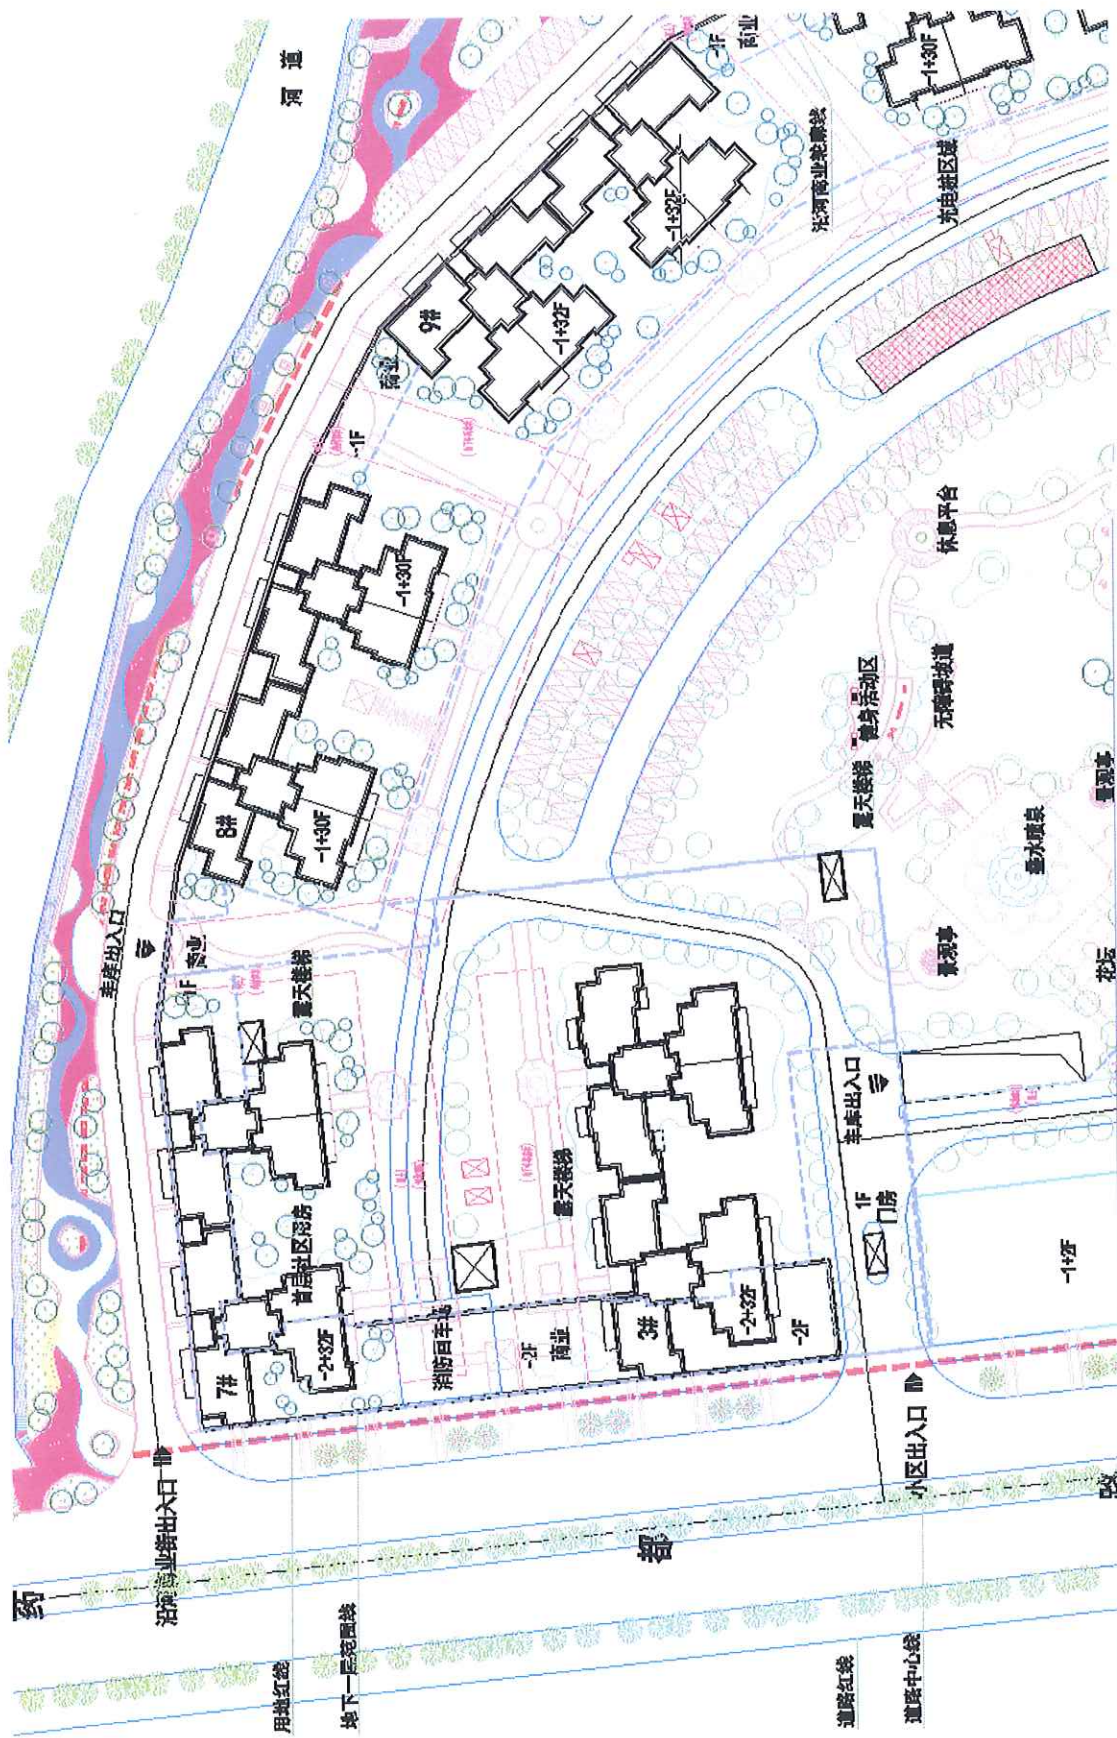 河道
-1F
商业
-1+30F
-1+32F
沿河商业轮廓线
充电桩区域
9#
-1+32F
商业
-1F
-1+30F
休息平台
8#
-1+30F
健身活动区
无障碍坡道
露天楼梯
叠水喷泉
景观亭
车库出入口
商业
1F
露天楼梯
景观亭
花坛
首层社区用房
7#
-2+32F
消防回车场
-2F
商业
露天楼梯
3#
-2+32F
-2F
车库出入口
1F
门房
-1+2F
沿河商业街出入口
小区出入口
药
都
路
用地红线
地下一层范围线
道路红线
道路中心线